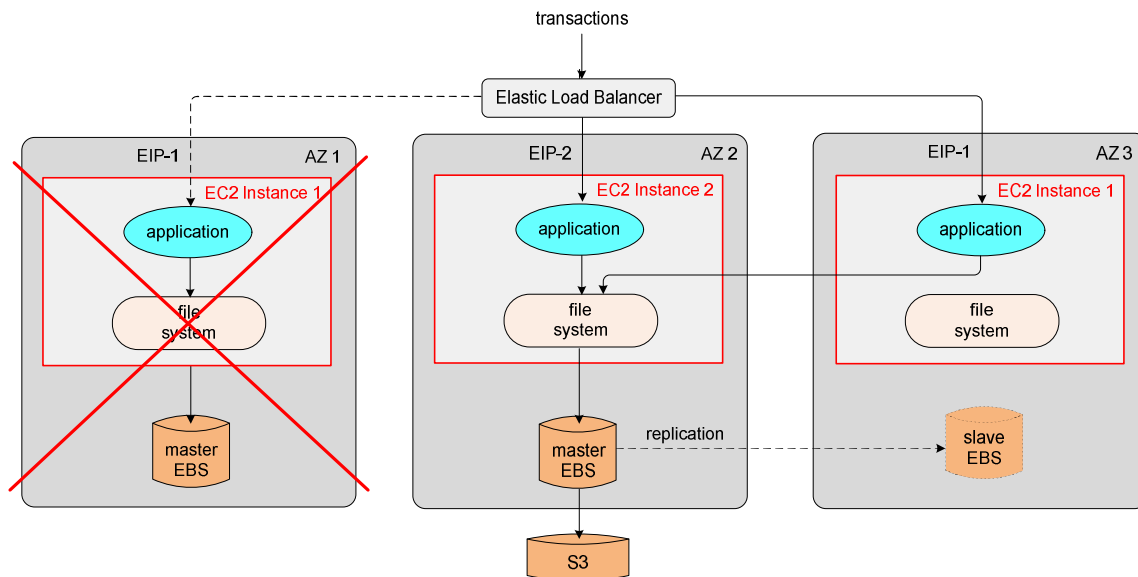 transactions
Elastic Load Balancer
EIP-1
AZ 1
EC2 Instance 1
application
file
system
master
EBS
EIP-2
AZ 2
EC2 Instance 2
application
file
system
master
EBS
replication
S3
EIP-1
AZ 3
EC2 Instance 1
application
file
system
slave
EBS